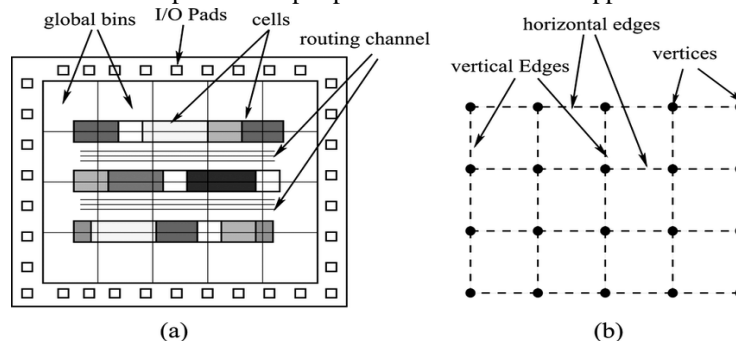 global bins
I/O Pads
cells
routing channel
horizontal edges
vertical Edges
vertices
(a)
(b)